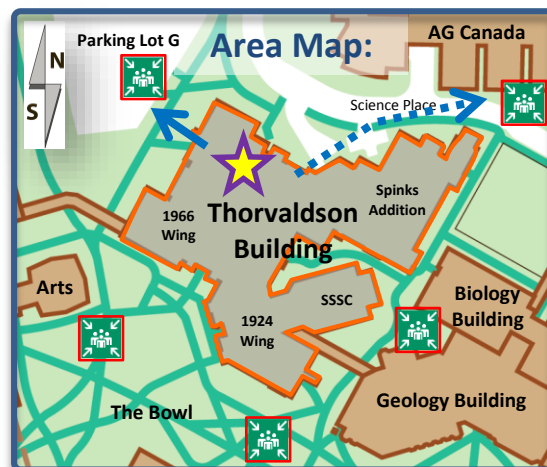 Area Map:
Parking Lot G
AG Canada
N
S
Science Place
1966
Wing
Thorvaldson
Building
Spinks
Addition
Arts
SSSC
1924
Wing
Biology
Building
The Bowl
Geology Building